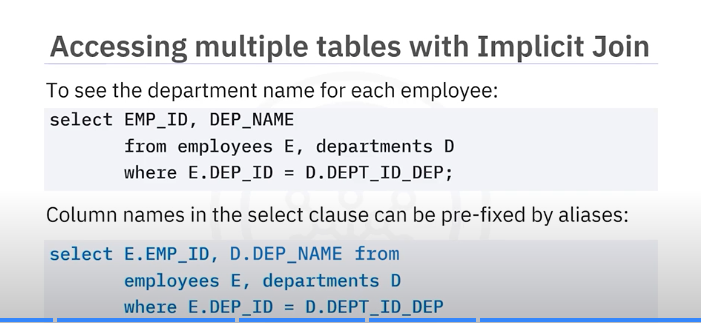 Accessing multiple tables with Implicit Join
To see the department name for each employee:
select EMP_ID, DEP_NAME
from employees E, departments D
where E.DEP_ID = D.DEPT_ID_DEP;
Column names in the select clause can be pre-fixed by aliases:
select E.EMP_ID, D.DEP_NAME from
employees E, departments D
where E.DEP_ID = D.DEPT_ID_DEP